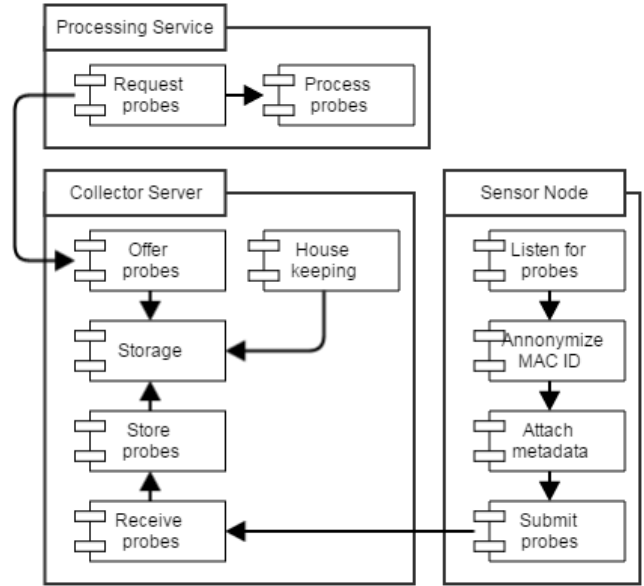 Processing Service
Request
probes
Process
probes
Collector Server
Offer
probes
House
keeping
Storage
Store
probes
Receive
probes
Sensor Node
Listen for
probes
Annonymize
MAC ID
Attach
metadata
Submit
probes